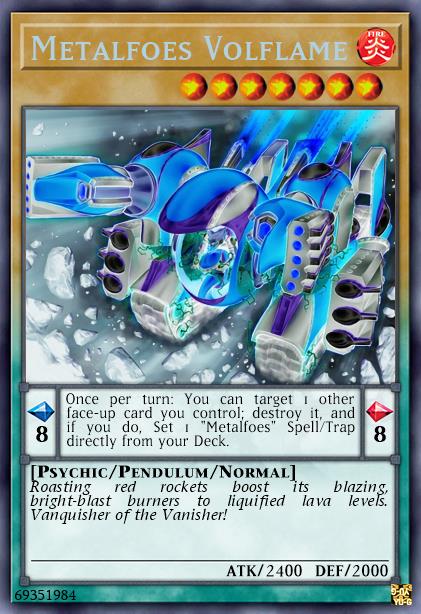 METALFOES VOLFLAME
FIRE
炎
Once per turn: You can target 1 other
face-up card you control; destroy it, and
if you do, Set 1 "Metalfoes" Spell/Trap
directly from your Deck.
8
8
[PSYCHIC/PENDULUM/NORMAL]
Roasting red rockets boost its blazing,
bright-blast burners to liquified lava levels.
Vanquisher of the Vanisher!
ATK/2400 DEF/2000
69351984